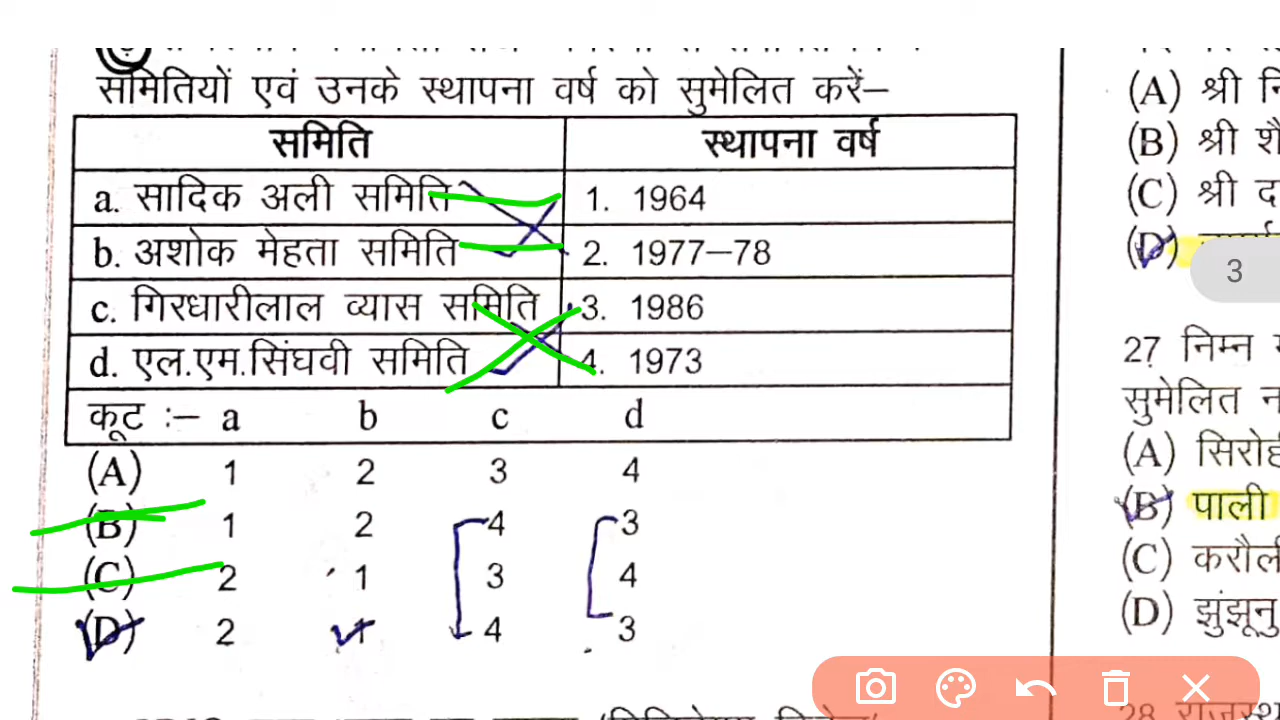 समितियों एवं उनके स्थापना वर्ष को सुमेलित करें–
समिति स्थापना वर्ष
a. सादिक अली समिति 1. 1964
b. अशोक मेहता समिति 2. 1977–78
c. गिरधारीलाल व्यास समिति 3. 1986
d. एल.एम.सिंघवी समिति 4. 1973
कूट :– a b c d
(A) 1 2 3 4
(B) 1 2 4 3
(C) 2 1 3 4
(D) 2 1 4 3
(A) श्री
(B) श्री
(C) श्री
(D)
3
27 निम्न
सुमेलित
(A)
(B) पाली
(C)
(D)
28